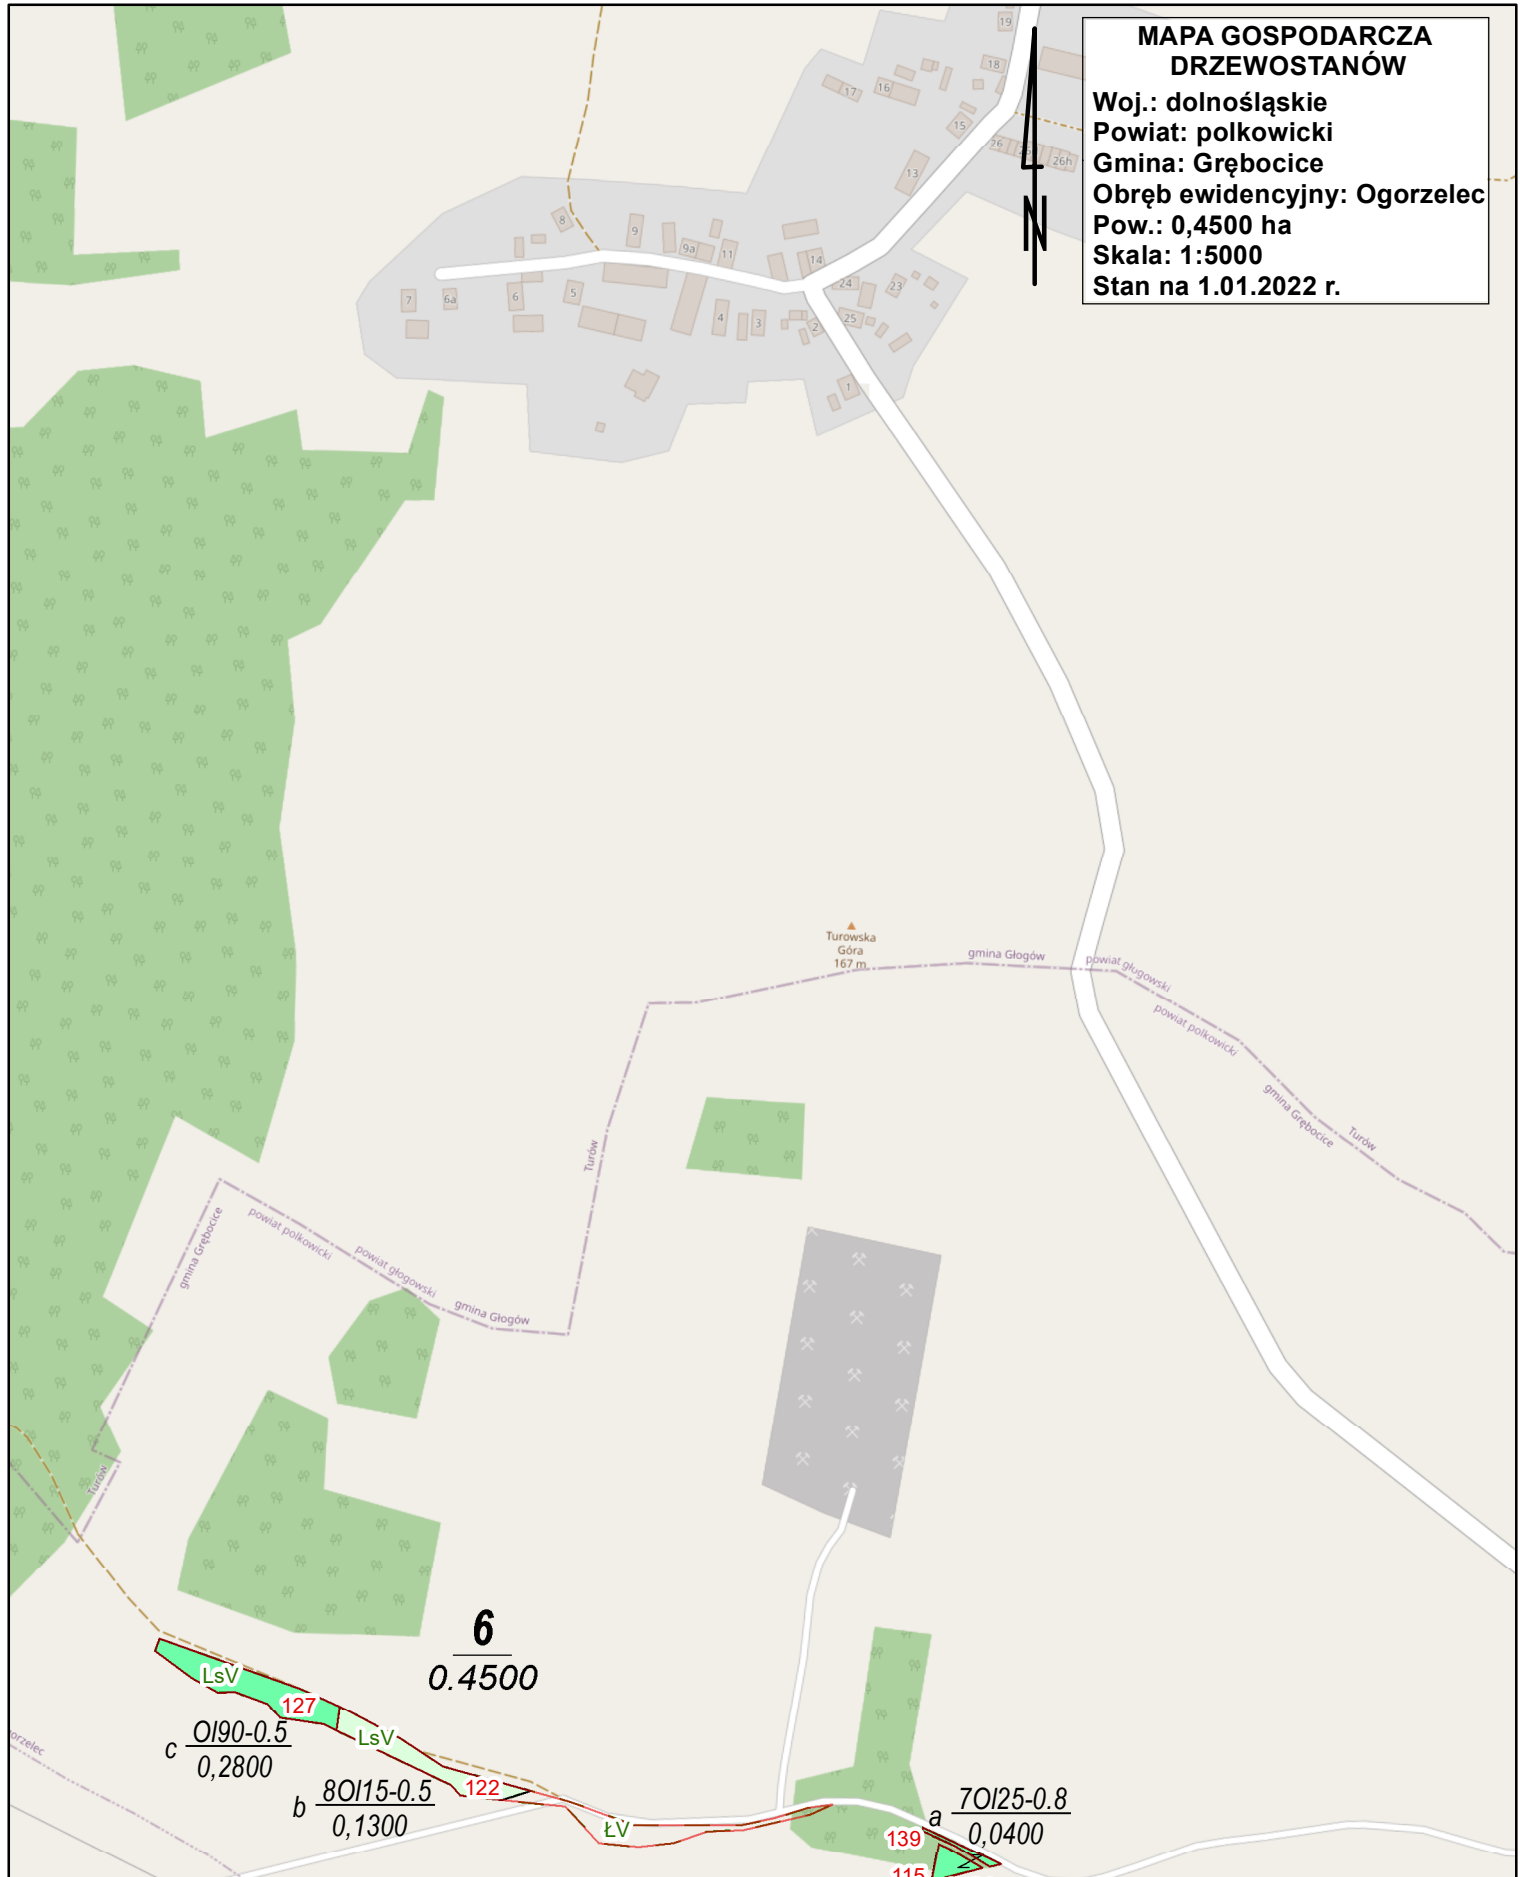 MAPA GOSPODARCZA
DRZEWOSTANÓW
Woj.: dolnośląskie
Powiat: polkowicki
Gmina: Grębocice
Obręb ewidencyjny: Ogorzelec
Pow.: 0,4500 ha
Skala: 1:5000
Stan na 1.01.2022 r.
N
19
18
17
16
15
26
26h
13
8
9
9a
11
14
24
23
7
6a
6
5
4
3
2
25
1
Turowska
Góra
167 m
gmina Głogów
powiat głogowski
powiat polkowicki
gmina Grębocice
Turów
Turów
gmina Grębocice
powiat polkowicki
powiat głogowski
gmina Głogów
Turów
6
0.4500
LsV
127
LsV
c Ol90-0.5
0,2800
122
b 8Ol15-0.5
0,1300
ŁV
a 7Ol25-0.8
0,0400
139
115